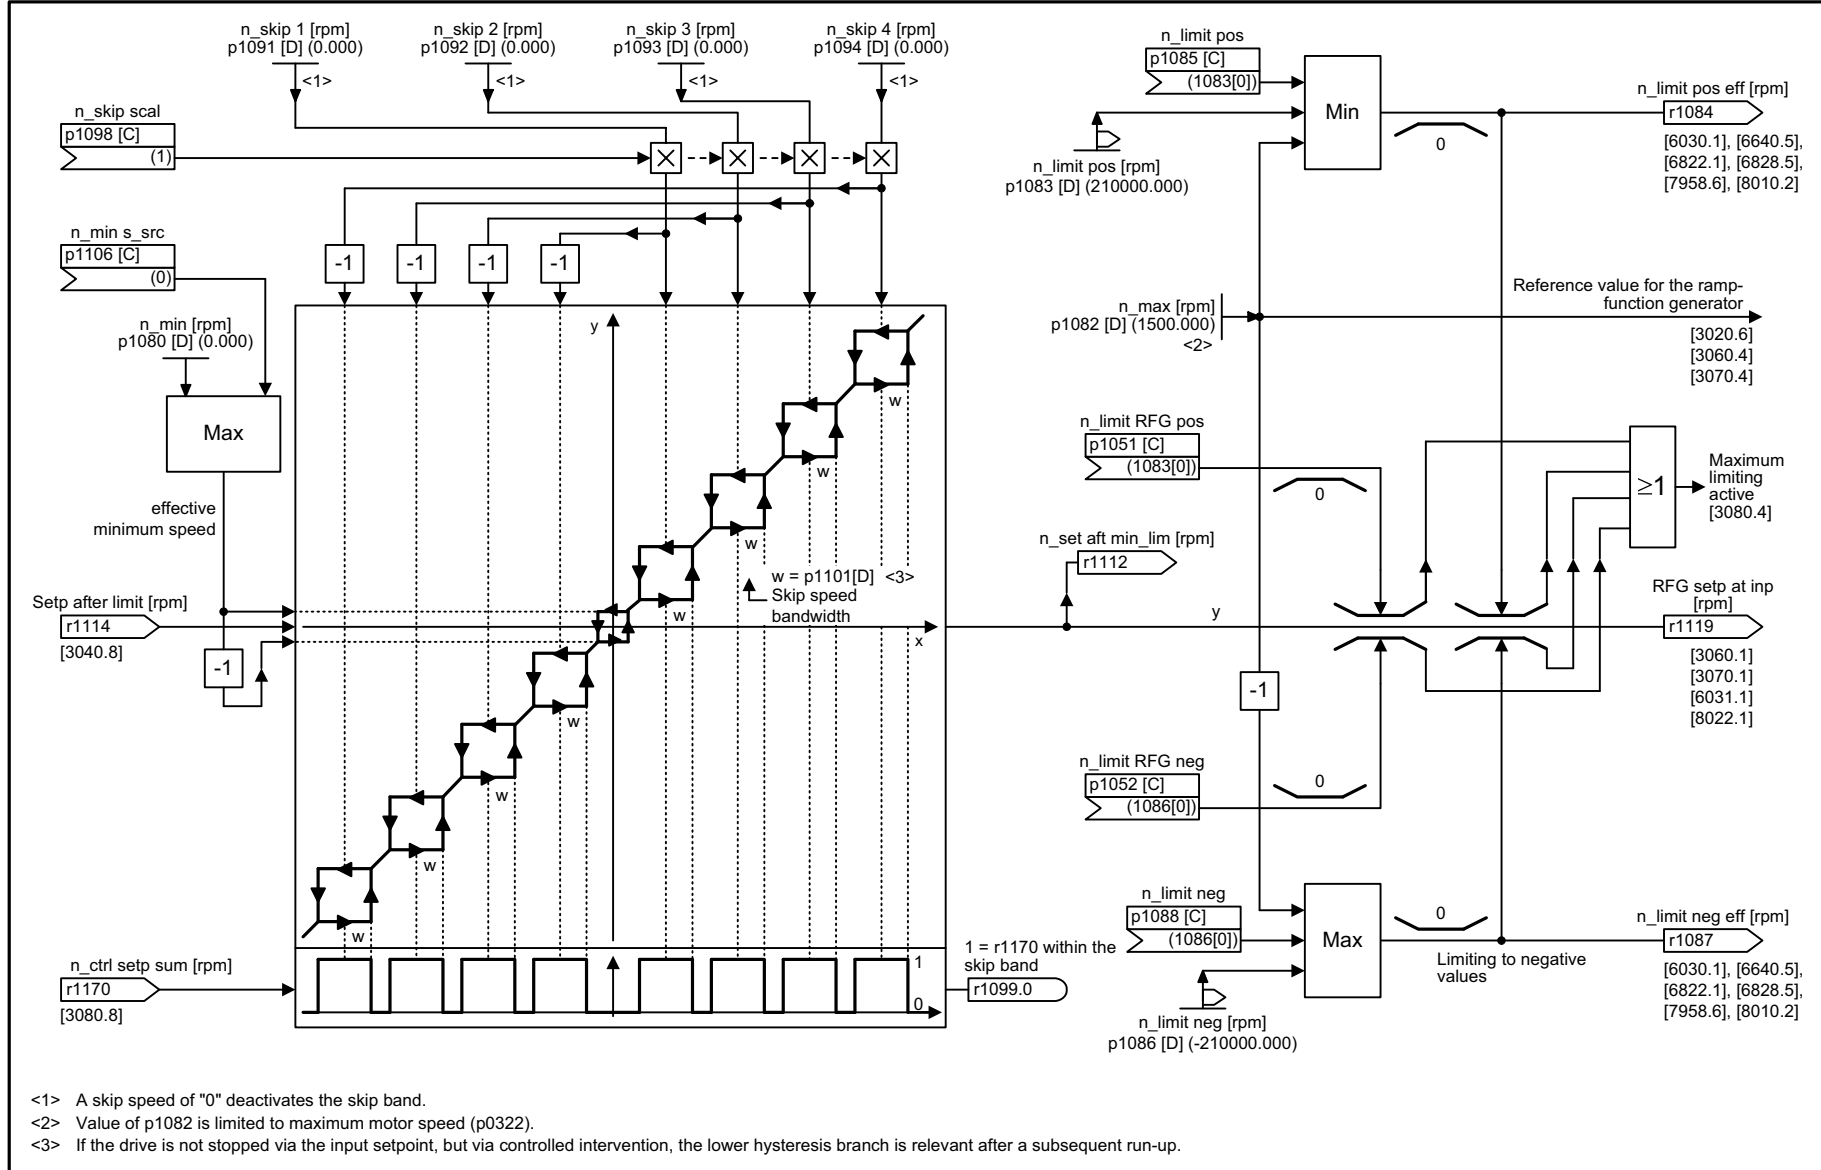 n_skip 1 [rpm]
p1091 [D] (0.000)
<1>
n_skip 2 [rpm]
p1092 [D] (0.000)
<1>
n_skip 3 [rpm]
p1093 [D] (0.000)
<1>
n_skip 4 [rpm]
p1094 [D] (0.000)
<1>
n_skip scal
p1098 [C]
(1)
n_min s_src
p1106 [C]
(0)
-1
-1
-1
-1
n_min [rpm]
p1080 [D] (0.000)
Max
effective
minimum speed
Setp after limit [rpm]
r1114
[3040.8]
-1
y
w
w
w
w
w = p1101[D] <3>
Skip speed
bandwidth
w
x
w
w
w
w
n_ctrl setp sum [rpm]
r1170
[3080.8]
1
0
1 = r1170 within the
skip band
r1099.0
n_limit pos
p1085 [C]
(1083[0])
n_limit pos [rpm]
p1083 [D] (210000.000)
Min
0
n_limit pos eff [rpm]
r1084
[6030.1], [6640.5],
[6822.1], [6828.5],
[7958.6], [8010.2]
n_max [rpm]
p1082 [D] (1500.000)
<2>
Reference value for the ramp-
function generator
[3020.6]
[3060.4]
[3070.4]
n_limit RFG pos
p1051 [C]
(1083[0])
0
≥1
Maximum
limiting
active
[3080.4]
n_set aft min_lim [rpm]
r1112
y
RFG setp at inp
[rpm]
r1119
[3060.1]
[3070.1]
[6031.1]
[8022.1]
-1
n_limit RFG neg
p1052 [C]
(1086[0])
0
n_limit neg
p1088 [C]
(1086[0])
n_limit neg [rpm]
p1086 [D] (-210000.000)
Max
0
Limiting to negative
values
n_limit neg eff [rpm]
r1087
[6030.1], [6640.5],
[6822.1], [6828.5],
[7958.6], [8010.2]
<1> A skip speed of "0" deactivates the skip band.
<2> Value of p1082 is limited to maximum motor speed (p0322).
<3> If the drive is not stopped via the input setpoint, but via controlled intervention, the lower hysteresis branch is relevant after a subsequent run-up.